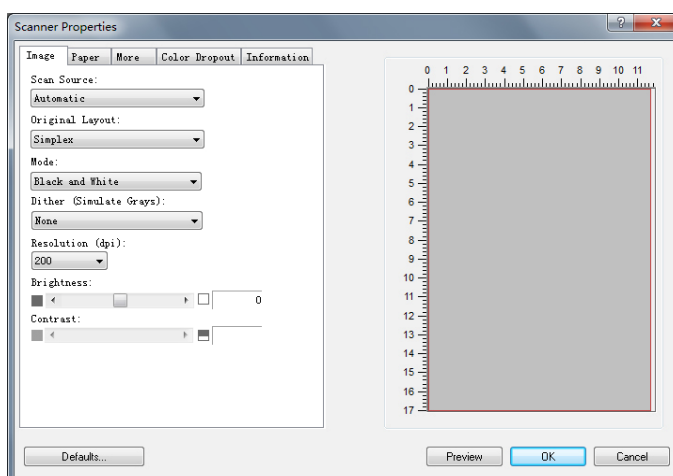 Scanner Properties
Image Paper More Color Dropout Information
Scan Source:
Automatic
Original Layout:
Simplex
Mode:
Black and White
Dither (Simulate Grays):
None
Resolution (dpi):
200
Brightness:
0
Contrast:
0 1 2 3 4 5 6 7 8 9 10 11
0
1
2
3
4
5
6
7
8
9
10
11
12
13
14
15
16
17
Defaults... Preview OK Cancel